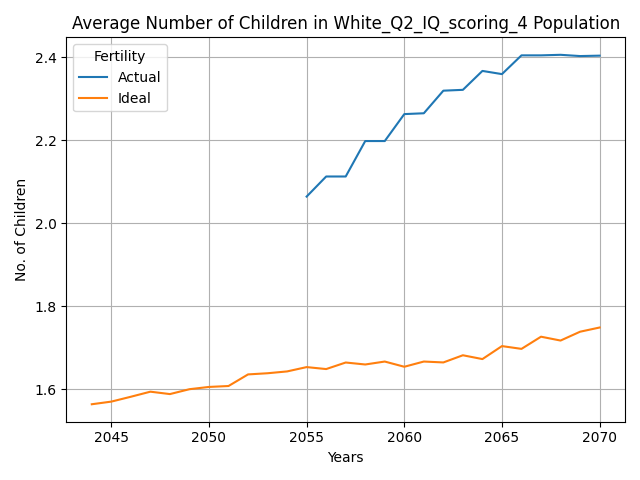 Average Number of Children in White_Q2_IQ_scoring_4 Population
Fertility
Actual
Ideal
No. of Children
2.4
2.2
2.0
1.8
1.6
2045 2050 2055 2060 2065 2070
Years